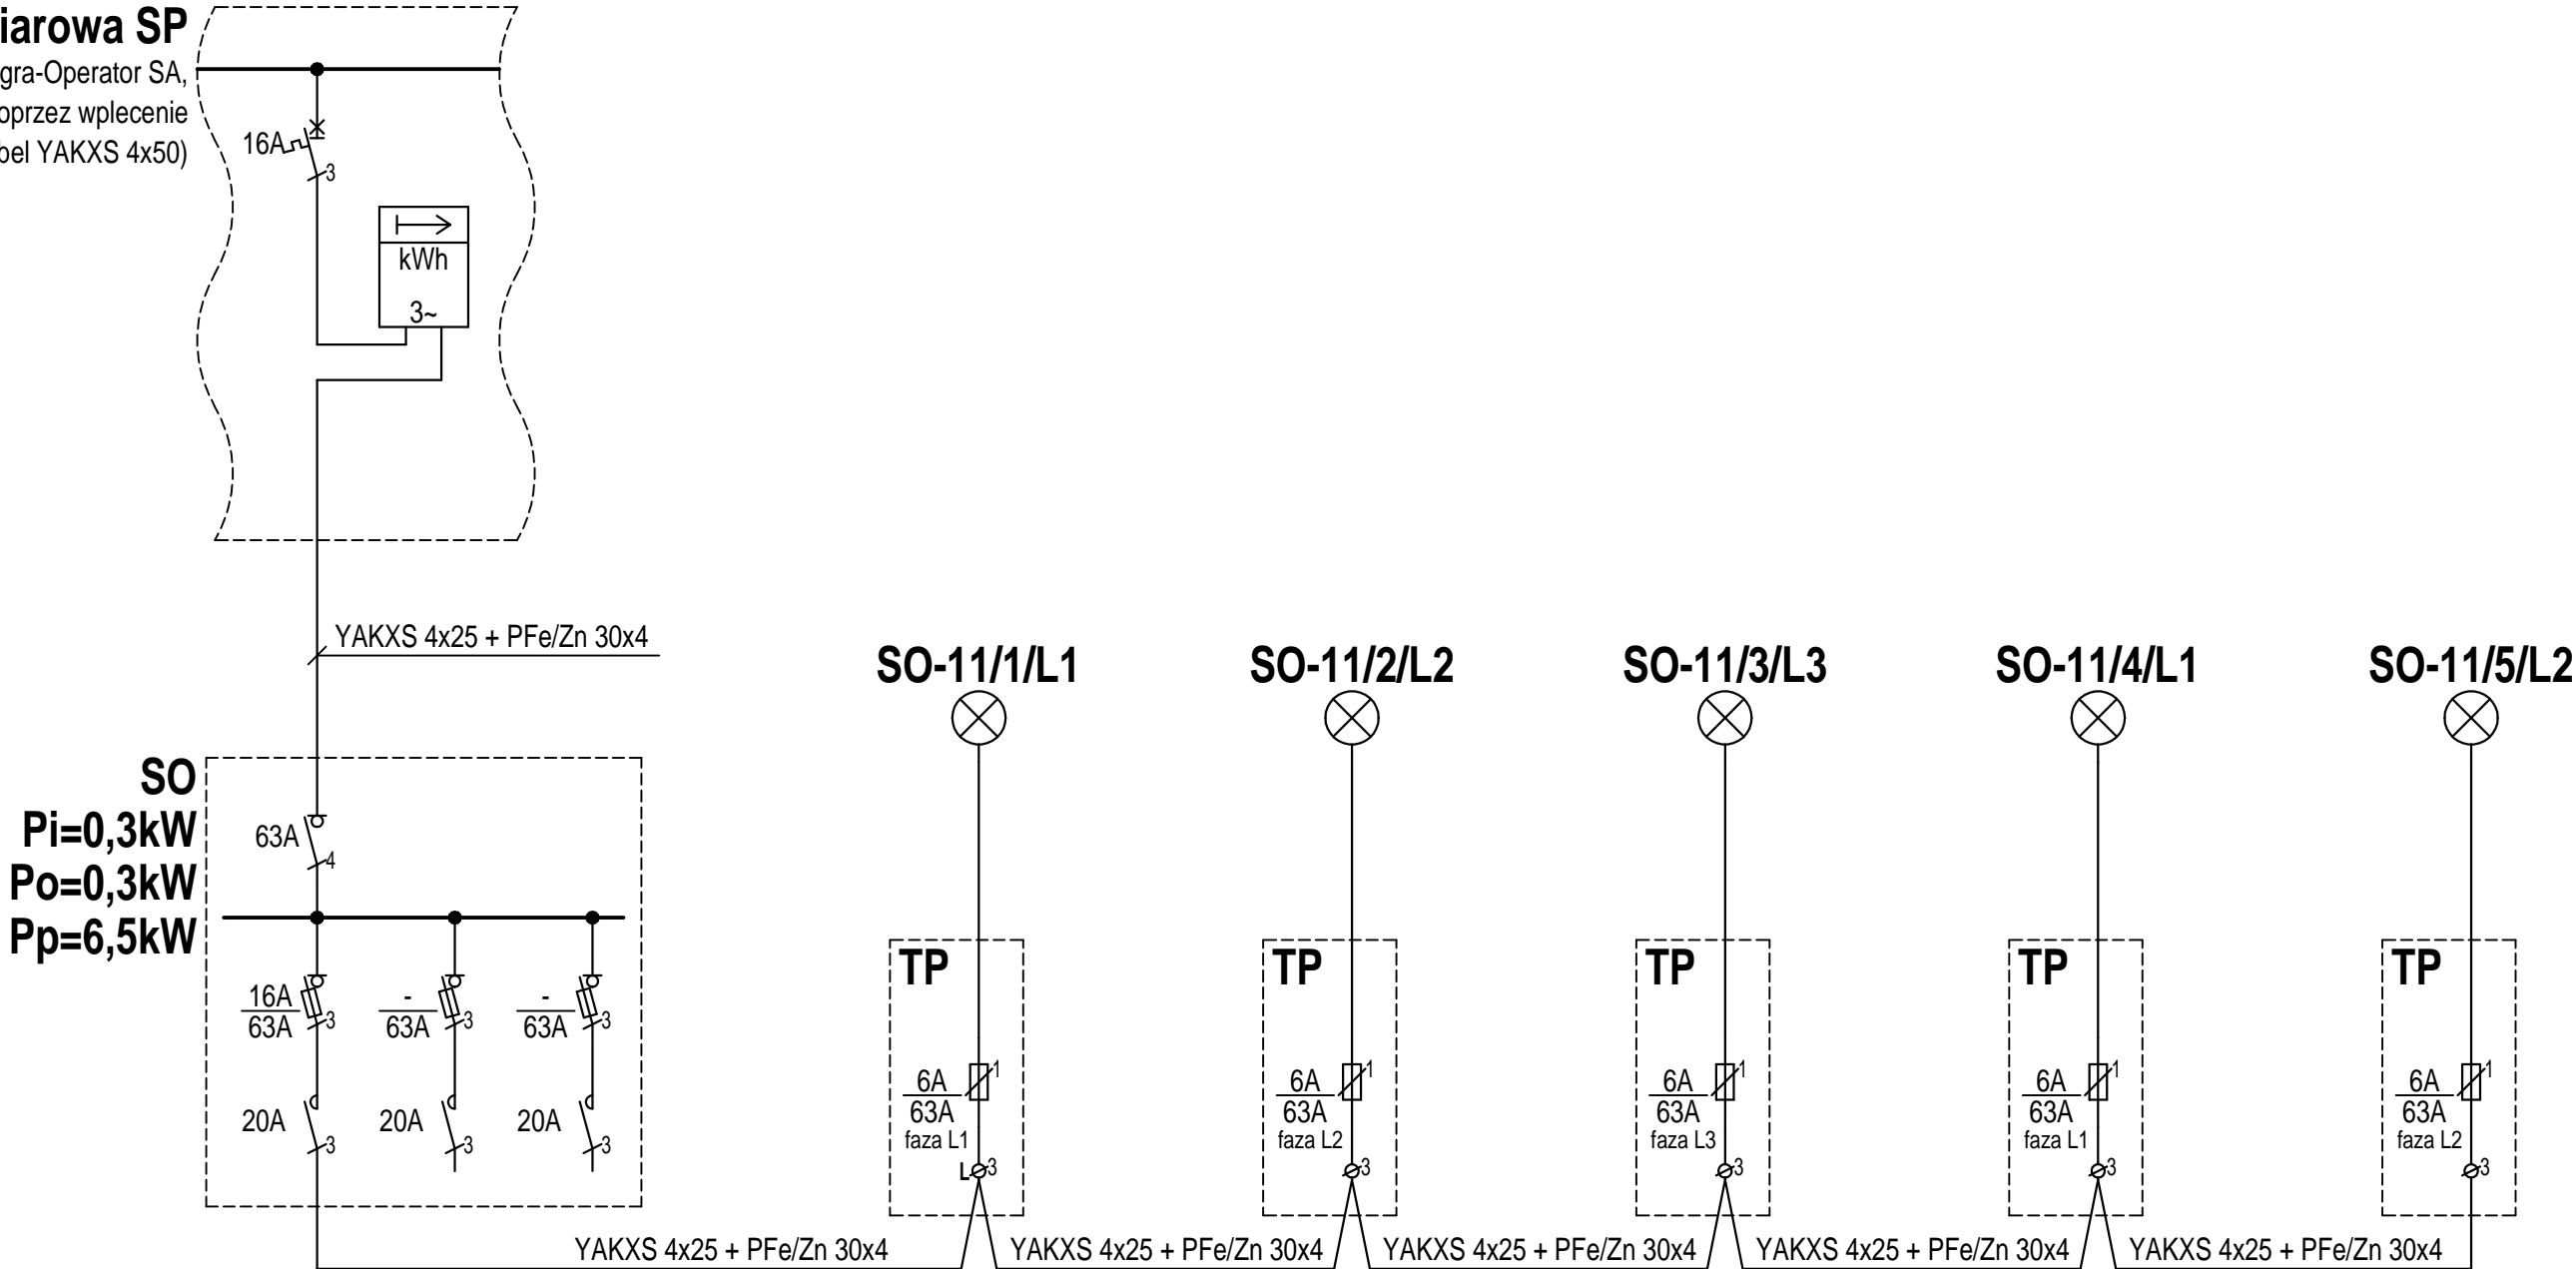 iarowa SP
gra-Operator SA,
oprzez wplecenie
bel YAKXS 4x50)
16A
3
kWh
3~
YAKXS 4x25 + PFe/Zn 30x4
SO-11/1/L1
SO-11/2/L2
SO-11/3/L3
SO-11/4/L1
SO-11/5/L2
SO
Pi=0,3kW
Po=0,3kW
Pp=6,5kW
63A
4
16A
63A
3
-
63A
3
-
63A
3
20A
3
20A
3
20A
3
TP
6A
63A
1
faza L1
L
3
TP
6A
63A
1
faza L2
3
TP
6A
63A
1
faza L3
3
TP
6A
63A
1
faza L1
3
TP
6A
63A
1
faza L2
3
YAKXS 4x25 + PFe/Zn 30x4
YAKXS 4x25 + PFe/Zn 30x4
YAKXS 4x25 + PFe/Zn 30x4
YAKXS 4x25 + PFe/Zn 30x4
YAKXS 4x25 + PFe/Zn 30x4